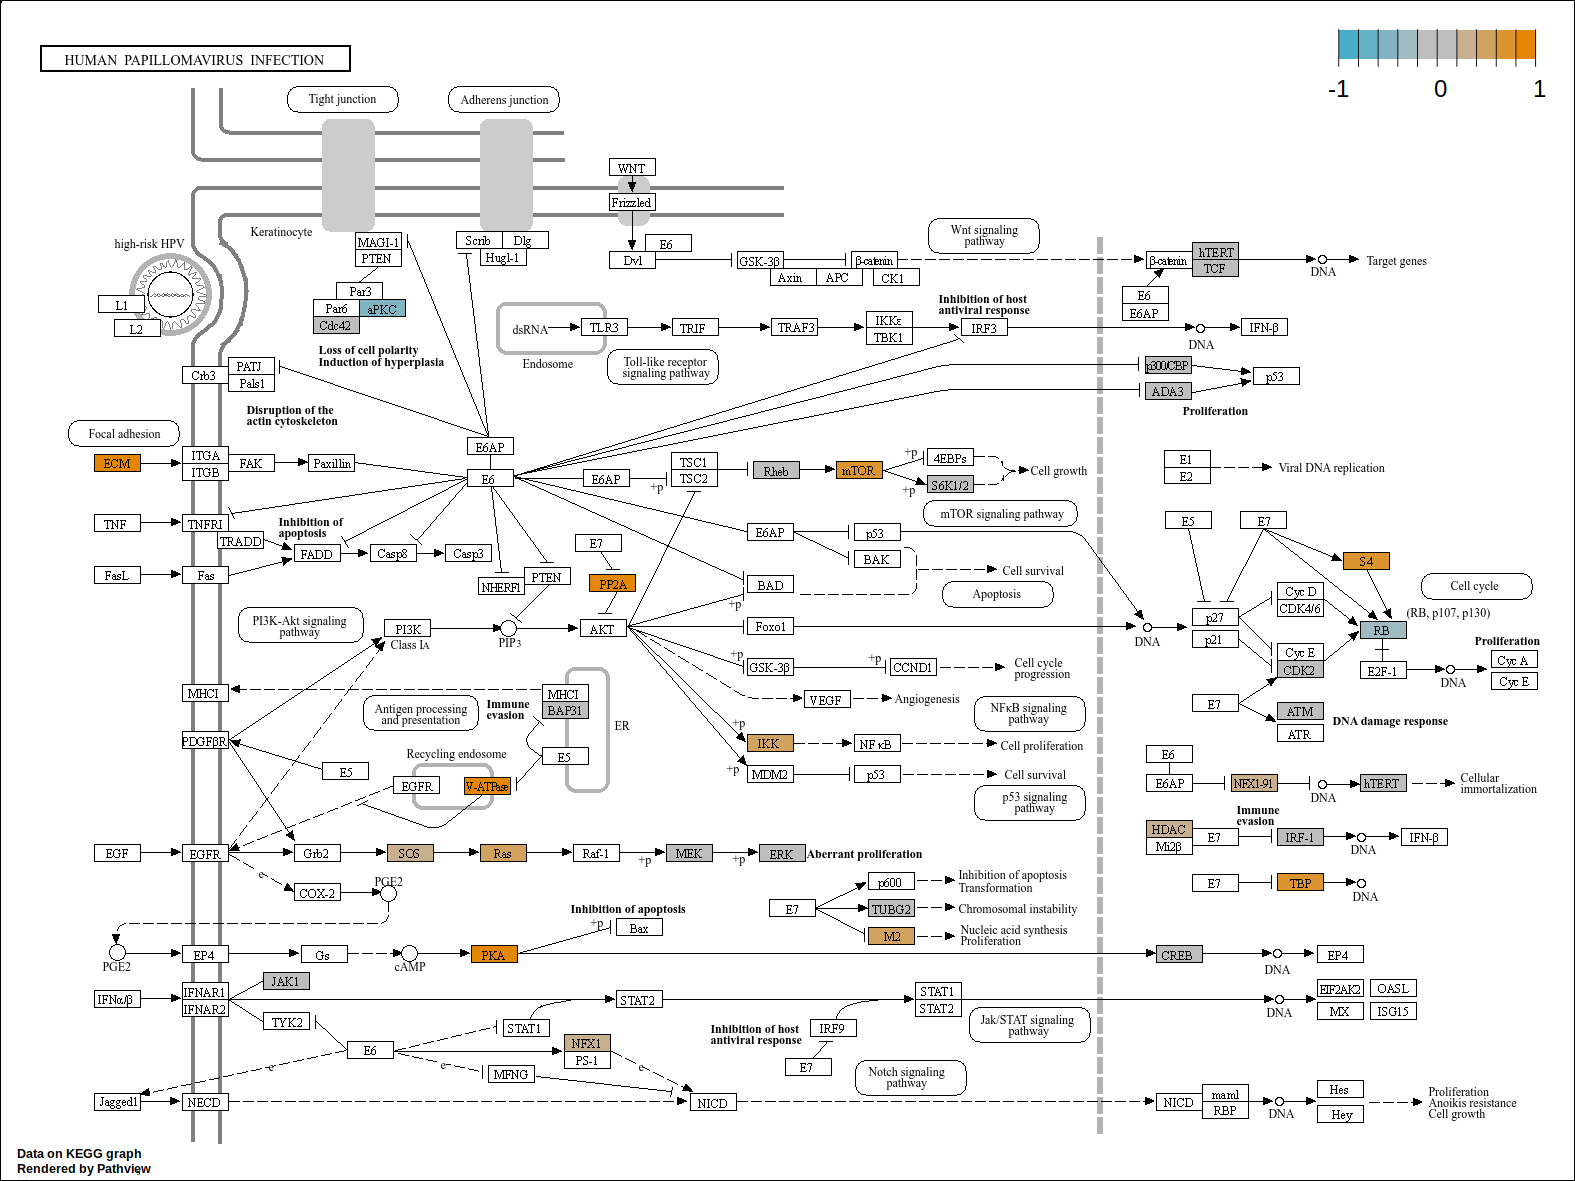 HUMAN PAPILLOMAVIRUS INFECTION
-1 0 1
Tight junction
Adherens junction
WNT
Frizzled
high-risk HPV
Keratinocyte
MAGI-1
PTEN
Scrib
Dlg
Hugl-1
Dvl
E6
GSK-3β
β-catenin
Axin
APC
CK1
Wnt signaling
pathway
β-catenin
hTERT
TCF
DNA
Target genes
E6
E6AP
L1
L2
Par3
Par6
aPKC
Cdc42
Loss of cell polarity
Induction of hyperplasia
dsRNA
TLR3
TRIF
TRAF3
IKKε
TBK1
Inhibition of host
antiviral response
IRF3
DNA
IFN-β
Endosome
Toll-like receptor
signaling pathway
Crb3
PATJ
Pals1
p300/CBP
ADA3
p53
Proliferation
Disruption of the
actin cytoskeleton
Focal adhesion
ECM
ITGA
ITGB
FAK
Paxillin
E6AP
E6
E6AP
+p
TSC1
TSC2
Rheb
mTOR
+p
+p
4EBPs
S6K1/2
Cell growth
mTOR signaling pathway
E1
E2
Viral DNA replication
TNF
TNFR1
TRADD
Inhibition of
apoptosis
FADD
Casp8
Casp3
FasL
Fas
NHERF1
PTEN
E7
PP2A
E6AP
p53
BAK
BAD
+p
Cell survival
Apoptosis
E5
E7
S4
p27
p21
Cyc D
CDK4/6
Cyc E
CDK2
RB
(RB, p107, p130)
Cell cycle
Proliferation
E2F-1
DNA
Cyc A
Cyc E
PI3K-Akt signaling
pathway
PI3K
Class IA
PIP3
AKT
Foxo1
DNA
+p
GSK-3β
+p
CCND1
Cell cycle
progression
VEGF
Angiogenesis
NFκB signaling
pathway
MHCI
Antigen processing
and presentation
Immune
evasion
MHCI
BAP31
ER
E5
+p
IKK
NFκB
Cell proliferation
+p
MDM2
p53
Cell survival
p53 signaling
pathway
E7
ATM
ATR
DNA damage response
PDGFβR
E5
Recycling endosome
EGFR
V-ATPase
E6
E6AP
NFX1-91
DNA
hTERT
Cellular
immortalization
Immune
evasion
HDAC
Mi2β
E7
IRF-1
DNA
IFN-β
EGF
EGFR
Grb2
SOS
Ras
Raf-1
+p
MEK
+p
ERK
Aberrant proliferation
e
COX-2
PGE2
E7
p600
Inhibition of apoptosis
Transformation
TUBG2
Chromosomal instability
M2
Nucleic acid synthesis
Proliferation
E7
TBP
DNA
Inhibition of apoptosis
+p
Bax
PGE2
EP4
Gs
cAMP
PKA
CREB
DNA
EP4
IFNα/β
IFNAR1
IFNAR2
JAK1
TYK2
STAT2
STAT1
STAT1
STAT2
Jak/STAT signaling
pathway
DNA
EIF2AK2
OASL
MX
ISG15
Inhibition of host
antiviral response
IRF9
E7
E6
NFX1
PS-1
e
e
e
MFNG
Notch signaling
pathway
Jagged1
NECD
NICD
NICD
maml
RBP
DNA
Hes
Hey
Proliferation
Anoikis resistance
Cell growth
Data on KEGG graph
Rendered by Pathview